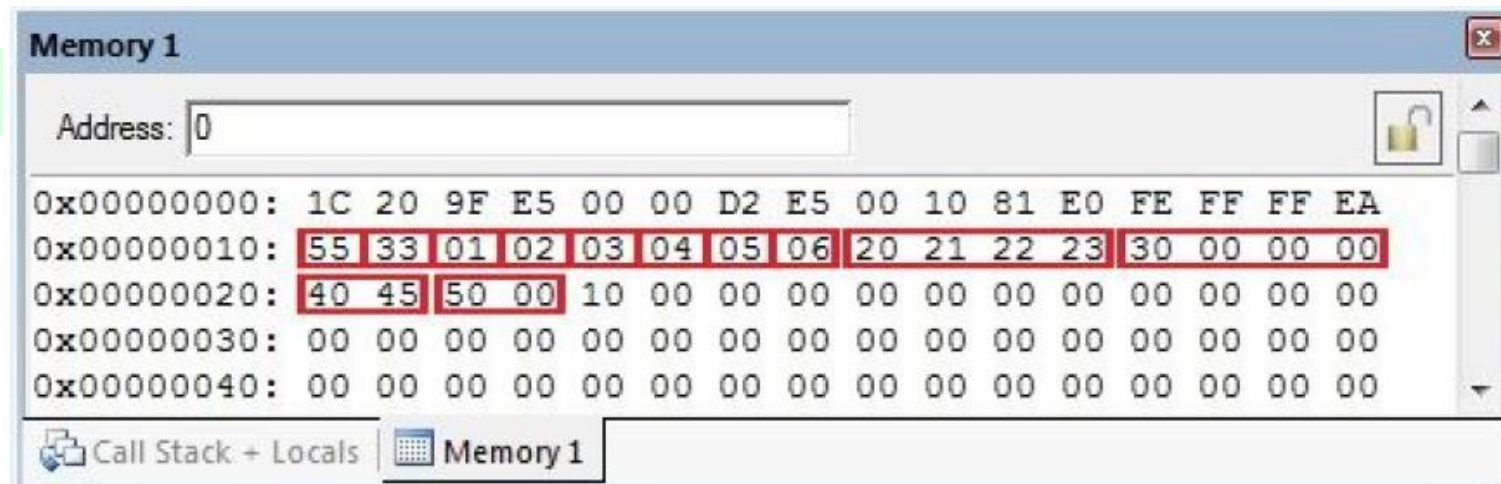 Memory 1
Address: 0
0x00000000: 1C 20 9F E5 00 00 D2 E5 00 10 81 E0 FE FF FF EA
0x00000010: 55 33 01 02 03 04 05 06 20 21 22 23 30 00 00 00
0x00000020: 40 45 50 00 10 00 00 00 00 00 00 00 00 00 00 00
0x00000030: 00 00 00 00 00 00 00 00 00 00 00 00 00 00 00 00
0x00000040: 00 00 00 00 00 00 00 00 00 00 00 00 00 00 00 00
Call Stack + Locals Memory 1